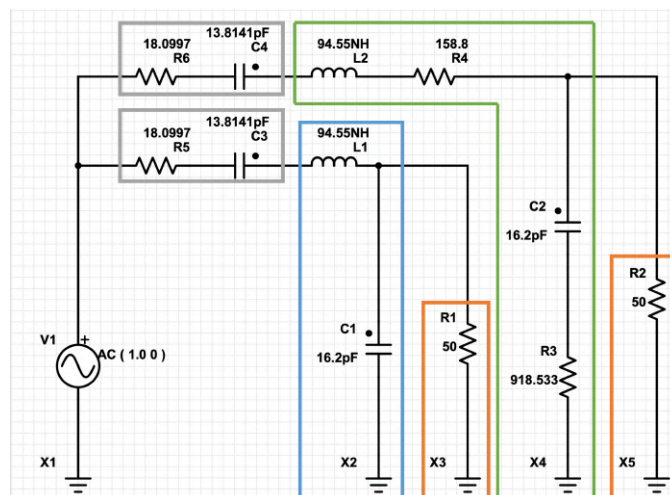 13.8141pF
18.0997
C4
R6
94.55NH
L2
158.8
R4
13.8141pF
18.0997
C3
R5
94.55NH
L1
C2
16.2pF
R2
50
R1
50
C1
16.2pF
V1
+
AC ( 1.0 0 )
R3
918.533
X1
X2
X3
X4
X5